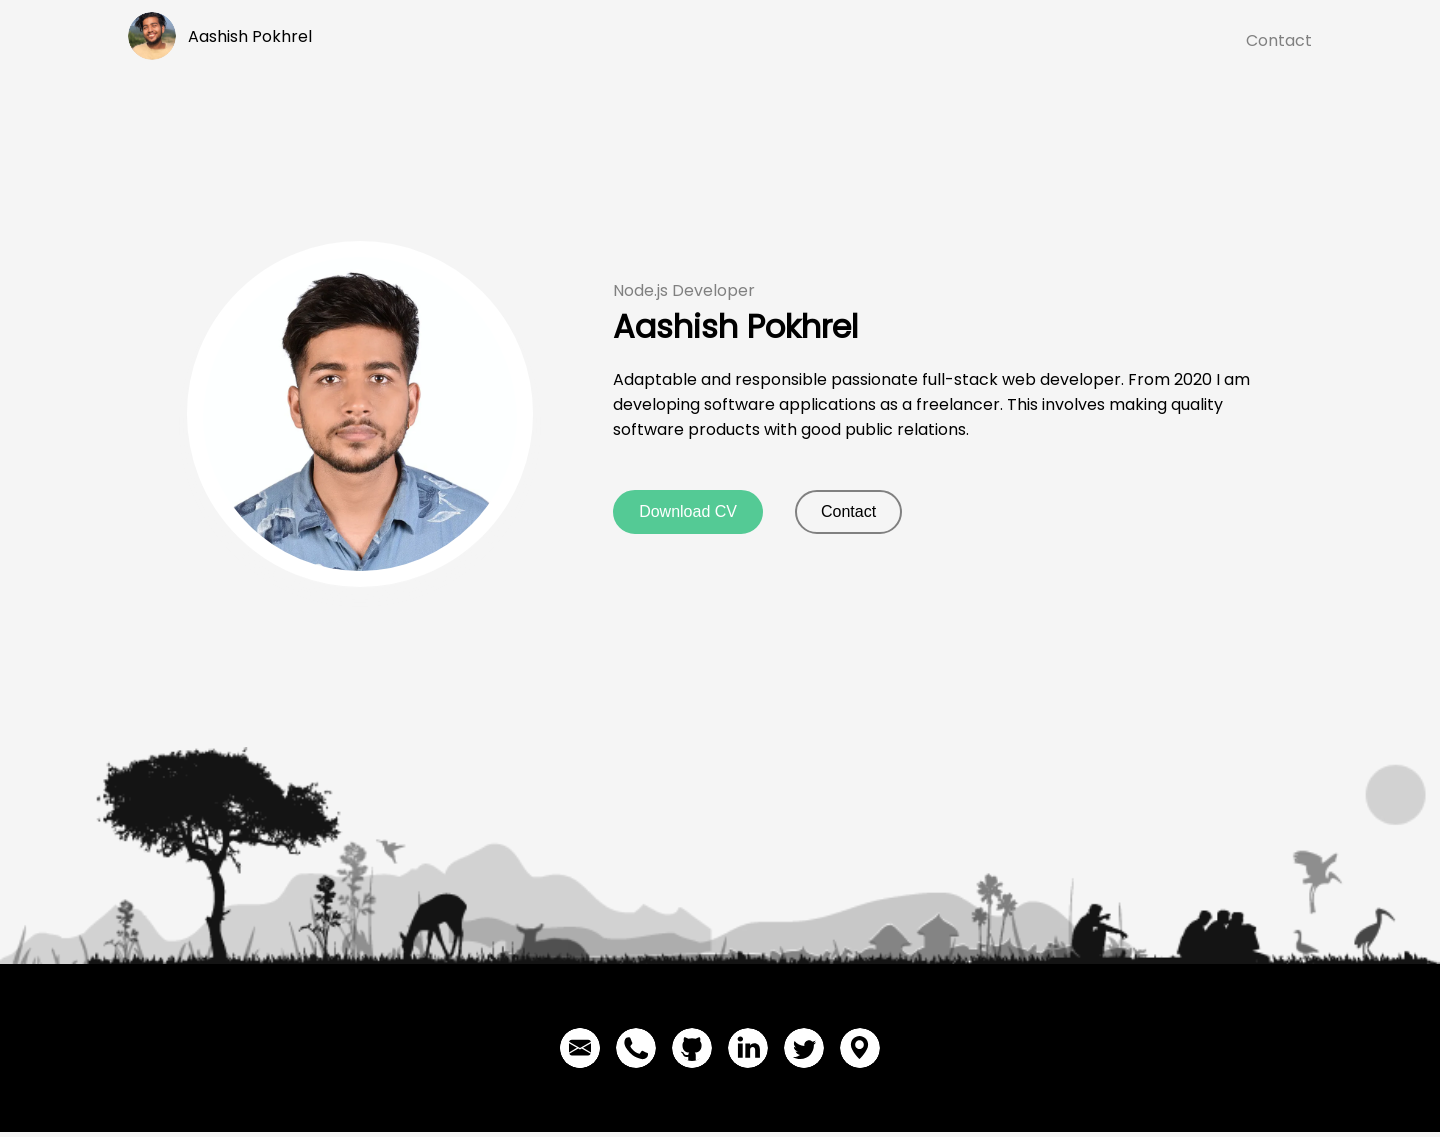 Aashish Pokhrel
Contact
Node.js Developer
Aashish Pokhrel
Adaptable and responsible passionate full-stack web developer. From 2020 I am
developing software applications as a freelancer. This involves making quality
software products with good public relations.
Download CV
Contact